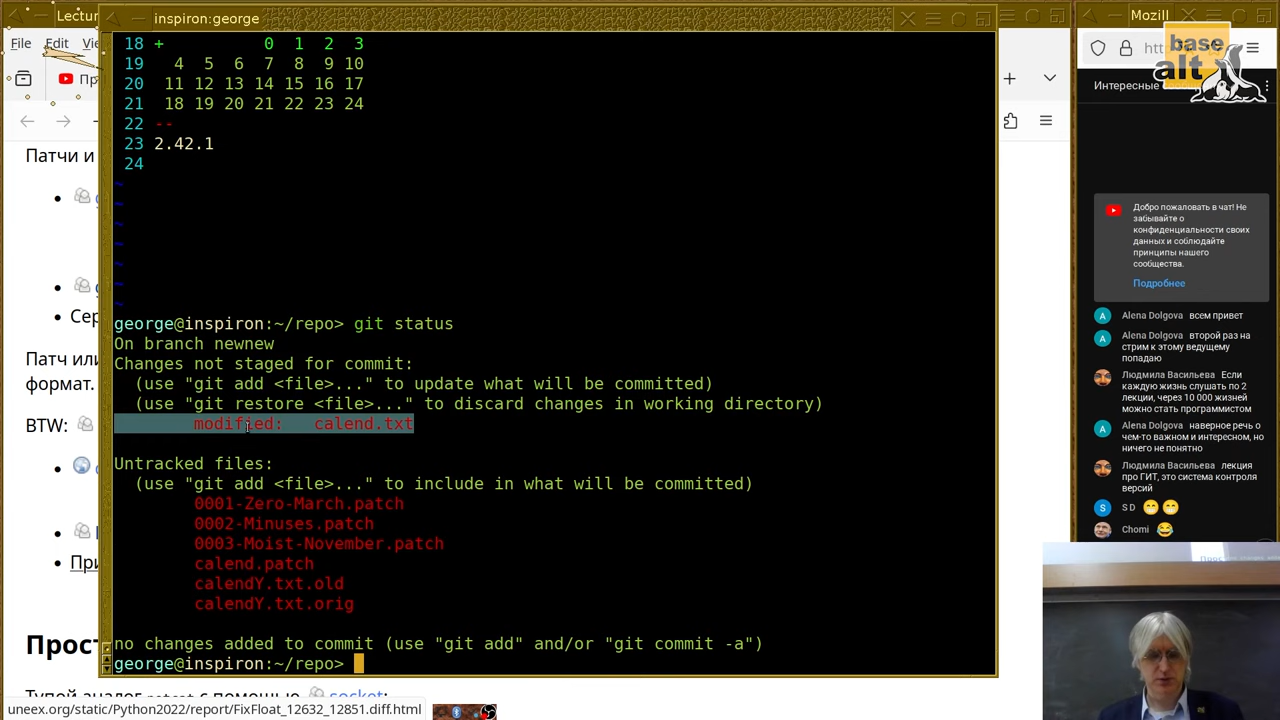 Lectu
inspiron:george
Mozill
File Edit Vie
Пр
htt
base
alt
Интересные
18 + 0 1 2 3
19 4 5 6 7 8 9 10
20 11 12 13 14 15 16 17
21 18 19 20 21 22 23 24
22 --
23 2.42.1
24
~
~
~
~
~
~
~
Патчи и
Сер
Патч или
формат.
BTW:
При
Прост
george@inspiron:~/repo> git status
On branch newnew
Changes not staged for commit:
(use "git add <file>..." to update what will be committed)
(use "git restore <file>..." to discard changes in working directory)
modified: calend.txt
Untracked files:
(use "git add <file>..." to include in what will be committed)
0001-Zero-March.patch
0002-Minuses.patch
0003-Moist-November.patch
calend.patch
calendY.txt.old
calendY.txt.orig
no changes added to commit (use "git add" and/or "git commit -a")
george@inspiron:~/repo>
uneex.org/static/Python2022/report/FixFloat_12632_12851.diff.html
Добро пожаловать в чат! Не
забывайте о
конфиденциальности своих
данных и соблюдайте
принципы нашего
сообщества.
Подробнее
A Alena Dolgova всем привет
A Alena Dolgova второй раз на
стрим к этому ведущему
попадаю
Людмила Васильева Если
каждую жизнь слушать по 2
лекции, через 10 000 жизней
можно стать программистом
A Alena Dolgova наверное речь о
чем-то важном и интересном, но
ничего не понятно
Людмила Васильева лекция
про ГИТ, это система контроля
версий
S S D 😁😁
Chomi 😂